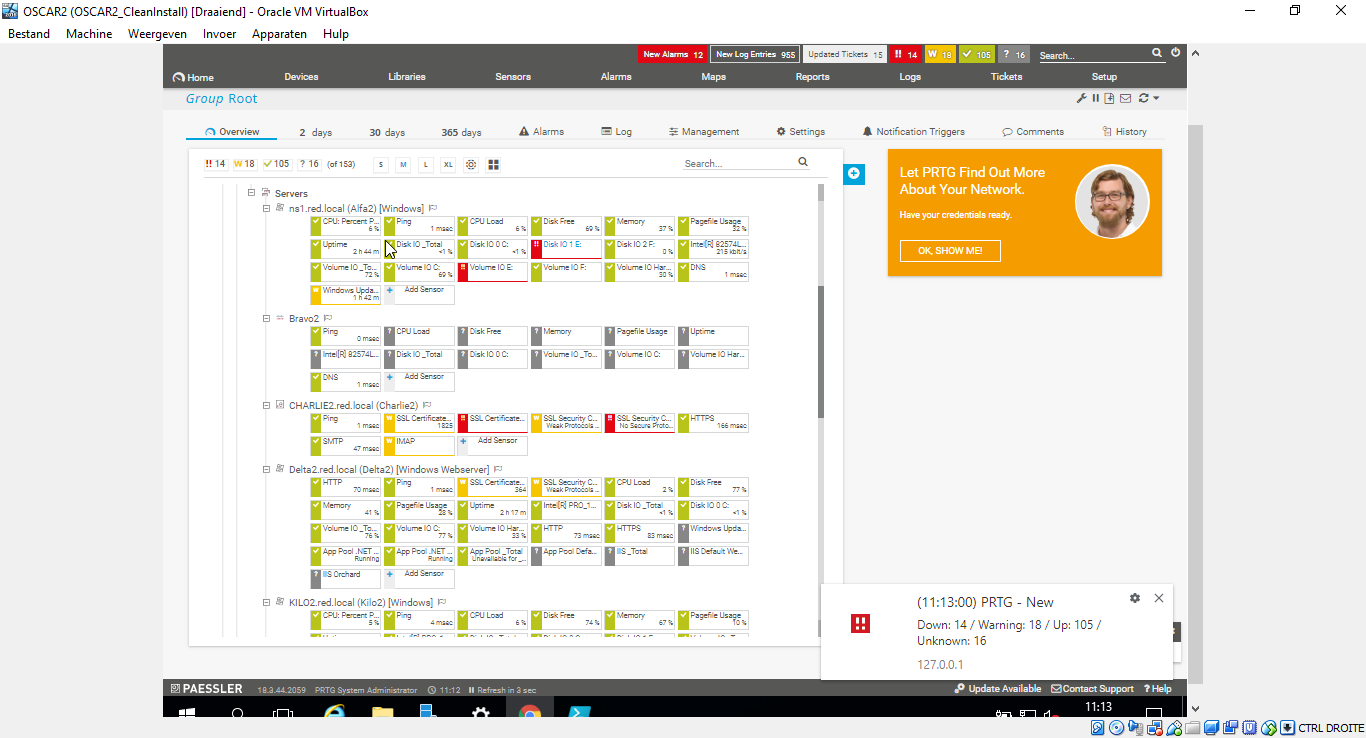 OSCAR2 (OSCAR2_CleanInstall) [Draaiend] - Oracle VM VirtualBox
Bestand Machine Weergeven Invoer Apparaten Hulp
New Alarms 12 New Log Entries 955 Updated Tickets 15 !! 14 W 18 105 ? 16 Search...
Home Devices Libraries Sensors Alarms Maps Reports Logs Tickets Setup
Group Root
Overview 2 days 30 days 365 days Alarms Log Management Settings Notification Triggers Comments History
!! 14 W 18 105 ? 16 (of 153) S M L XL Search...
Let PRTG Find Out More
About Your Network.
Have your credentials ready.
OK, SHOW ME!
Servers
ns1.red.local (Alfa2) [Windows]
CPU: Percent P... Ping CPU Load Disk Free Memory Pagefile Usage
6 % 1 msec 6 % 69 % 37 % 32 %
Uptime Disk IO _Total Disk IO 0 C: Disk IO 1 E: Disk IO 2 F: Intel[R] 82574L...
2 h 44 m <1 % <1 % 0 % 215 kbit/s
Volume IO _To... Volume IO C: Volume IO E: Volume IO F: Volume IO Har... DNS
72 % 69 % 30 % 1 msec
Windows Upda... Add Sensor
1 h 42 m
Bravo2
Ping CPU Load Disk Free Memory Pagefile Usage Uptime
0 msec
Intel[R] 82574L... Disk IO _Total Disk IO 0 C: Volume IO _To... Volume IO C: Volume IO Har...
DNS Add Sensor
1 msec
CHARLIE2.red.local (Charlie2)
Ping SSL Certificate... SSL Certificate... SSL Security C... SSL Security C... HTTPS
1 msec 1825 Weak Protocols ... No Secure Proto... 166 msec
SMTP IMAP Add Sensor
47 msec
Delta2.red.local (Delta2) [Windows Webserver]
HTTP Ping SSL Certificate... SSL Security C... CPU Load Disk Free
70 msec 1 msec 364 Weak Protocols ... 2 % 77 %
Memory Pagefile Usage Uptime Intel[R] PRO_1... Disk IO _Total Disk IO 0 C:
41 % 28 % 2 h 17 m <1 % <1 %
Volume IO _To... Volume IO C: Volume IO Har... HTTP HTTPS Windows Upda...
76 % 77 % 33 % 73 msec 83 msec
App Pool .NET ... App Pool .NET ... App Pool _Total App Pool Defa... IIS _Total IIS Default We...
Running Running Unavailable for _...
IIS Orchard Add Sensor
KILO2.red.local (Kilo2) [Windows]
CPU: Percent P... Ping CPU Load Disk Free Memory Pagefile Usage
5 % 4 msec 6 % 74 % 67 % 10 %
(11:13:00) PRTG - New
Down: 14 / Warning: 18 / Up: 105 /
Unknown: 16
127.0.0.1
PAESSLER 18.3.44.2059 PRTG System Administrator 11:12 Refresh in 3 sec Update Available Contact Support ? Help
11:13
CTRL DROITE